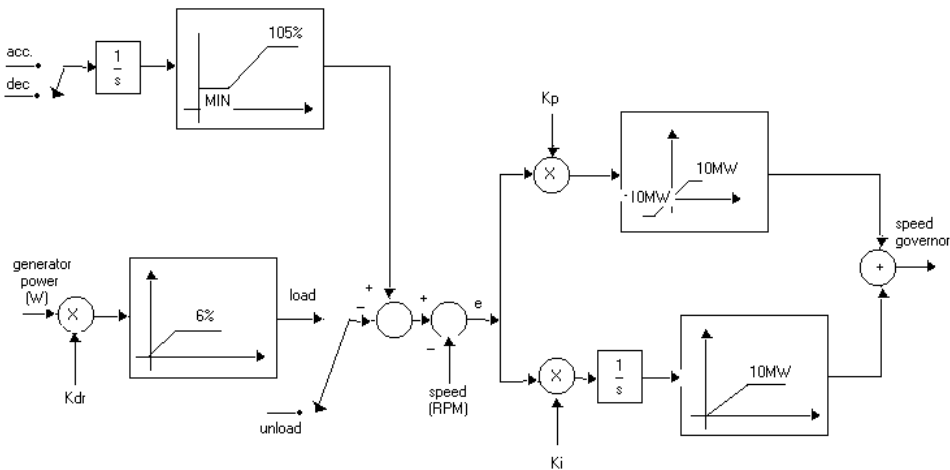 acc.
dec
1
s
105%
MIN
Kp
X
10MW
-10MW
speed
governor
+
generator
power
(W)
X
Kdr
6%
load
unload
+
−
+
−
speed
(RPM)
e
X
Ki
1
s
10MW